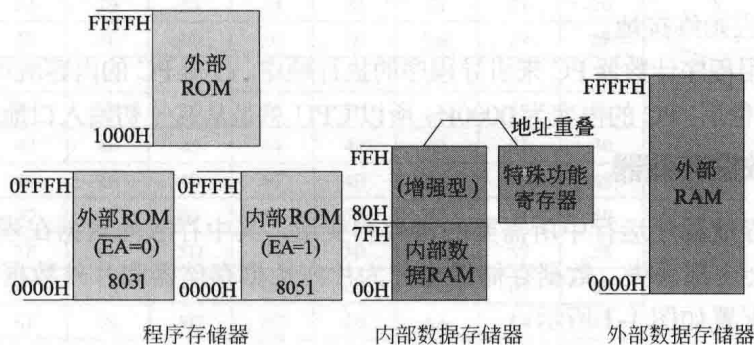 FFFFH
外部
ROM
1000H
0FFFH
外部ROM
(EA=0)
8031
0000H
0FFFH
内部ROM
(EA=1)
8051
0000H
程序存储器
地址重叠
FFH
(增强型)
80H
7FH
内部数
据RAM
00H
特殊功能
寄存器
内部数据存储器
FFFFH
外部
RAM
0000H
外部数据存储器